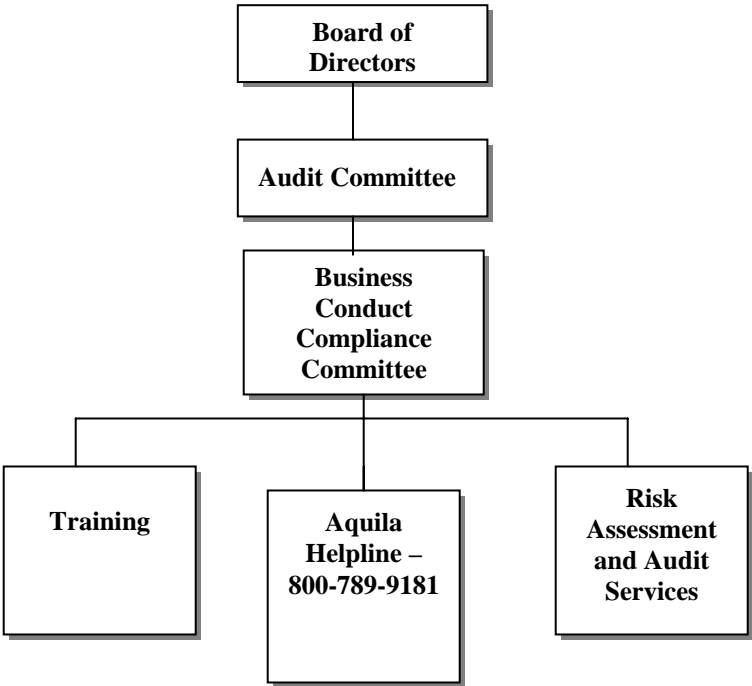 Board of
Directors
Audit Committee
Business
Conduct
Compliance
Committee
Training
Aquila
Helpline –
800-789-9181
Risk
Assessment
and Audit
Services